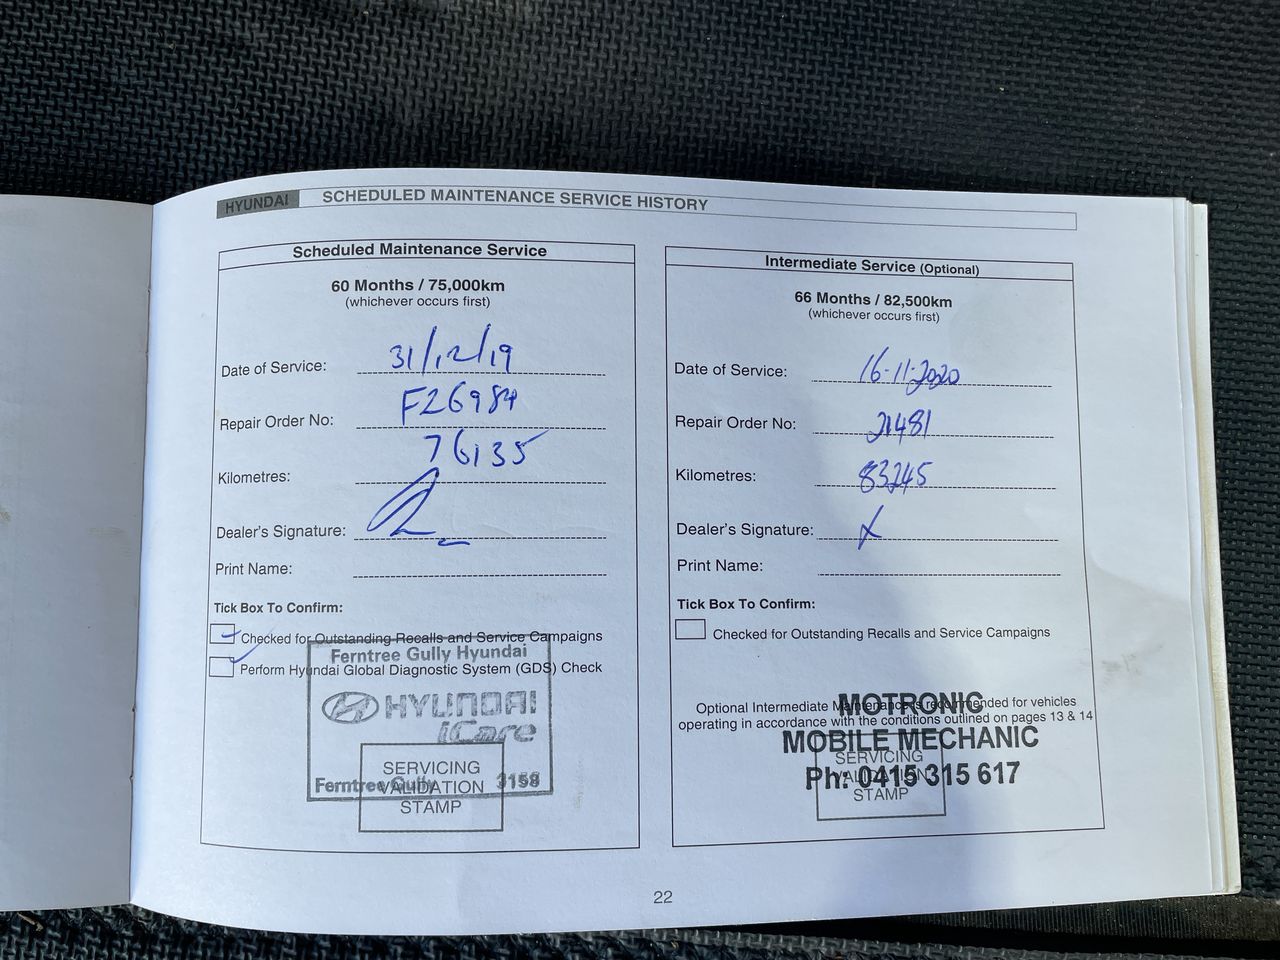 HYUNDAI SCHEDULED MAINTENANCE SERVICE HISTORY
Scheduled Maintenance Service
60 Months / 75,000km
(whichever occurs first)
Date of Service: 31/12/19
Repair Order No: F26984
Kilometres: 76135
Dealer's Signature:
Print Name:
Tick Box To Confirm:
Checked for Outstanding Recalls and Service Campaigns
Perform Hyundai Global Diagnostic System (GDS) Check
Ferntree Gully Hyundai
HYUNDAI
iCare
Ferntree Gully 3158
SERVICING
VALIDATION
STAMP
Intermediate Service (Optional)
66 Months / 82,500km
(whichever occurs first)
Date of Service: 16-11-2020
Repair Order No: 21481
Kilometres: 83245
Dealer's Signature: X
Print Name:
Tick Box To Confirm:
Checked for Outstanding Recalls and Service Campaigns
Optional Intermediate Maintenance is recommended for vehicles
operating in accordance with the conditions outlined on pages 13 & 14
MOTRONIC
MOBILE MECHANIC
Ph: 0415 315 617
SERVICING
VALIDATION
STAMP
22